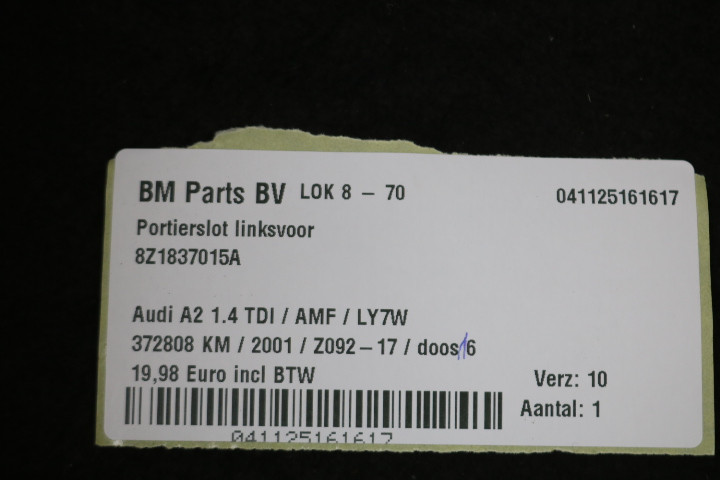 BM Parts BV LOK 8 – 70 041125161617
Portierslot linksvoor
8Z1837015A
Audi A2 1.4 TDI / AMF / LY7W
372808 KM / 2001 / Z092-17 / doos 16
19,98 Euro incl BTW
Verz: 10
Aantal: 1
041125161617